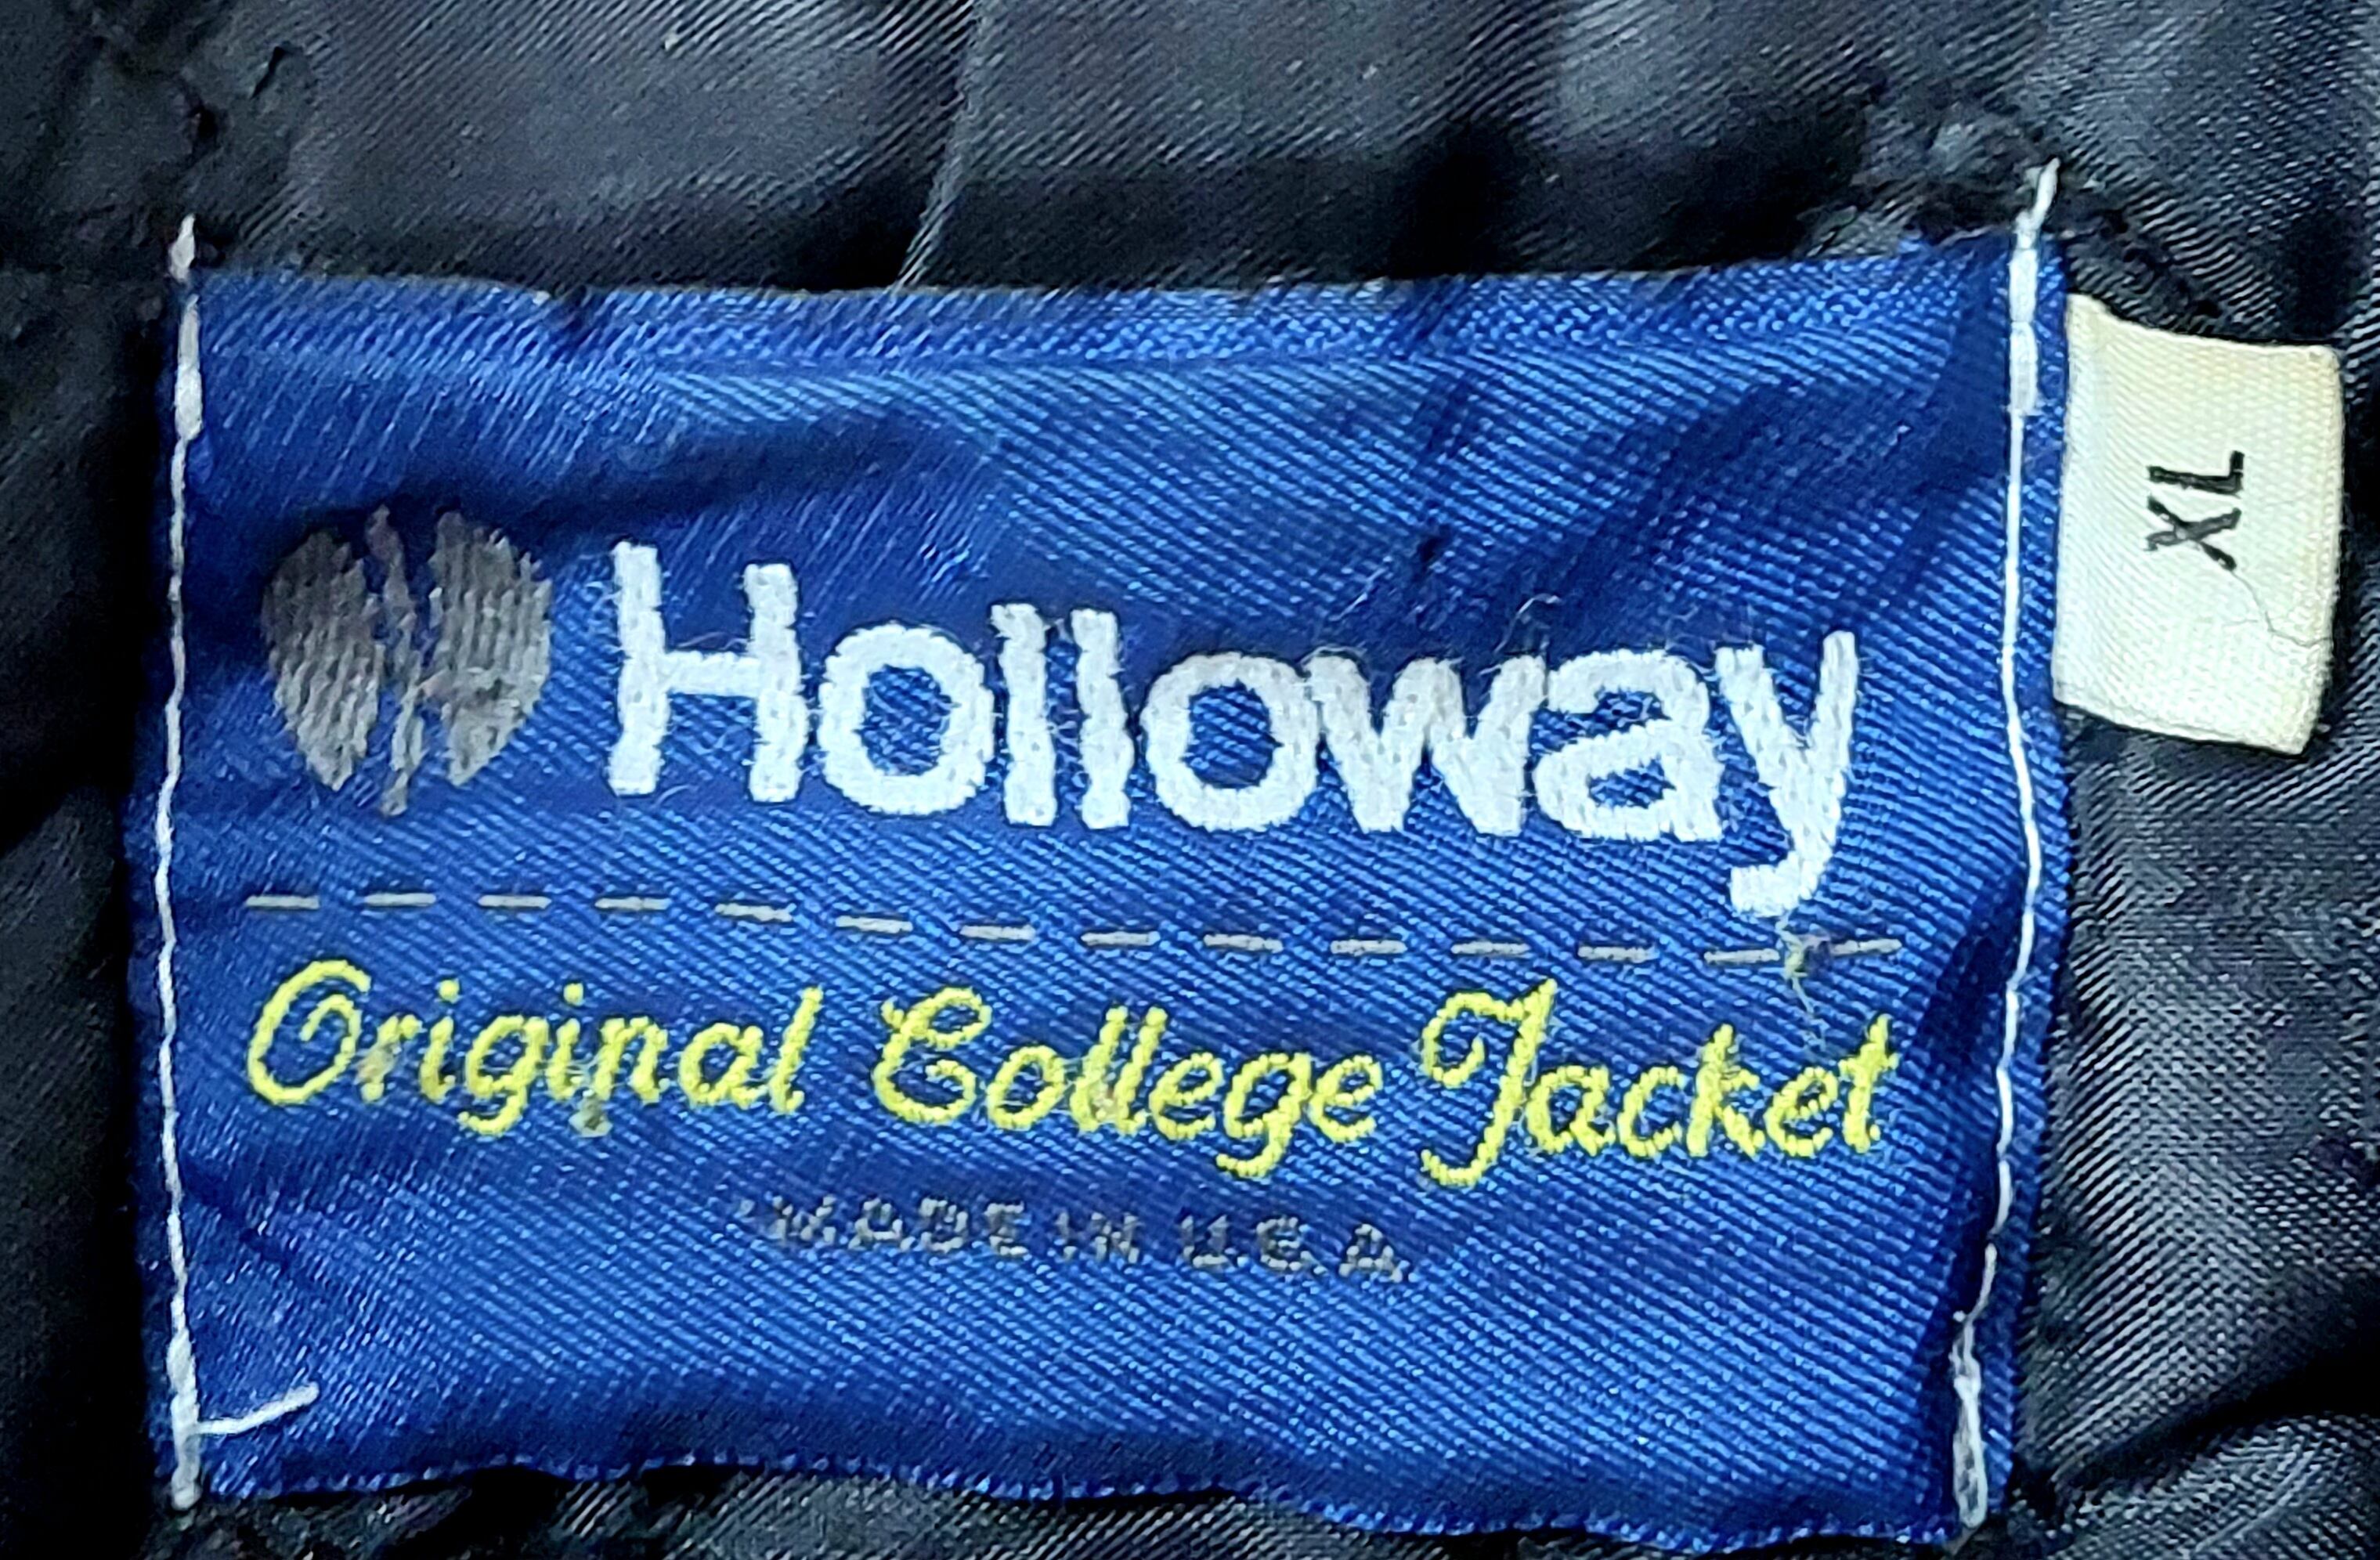 Holloway
Original College Jacket
MADE IN U.S.A.
XL